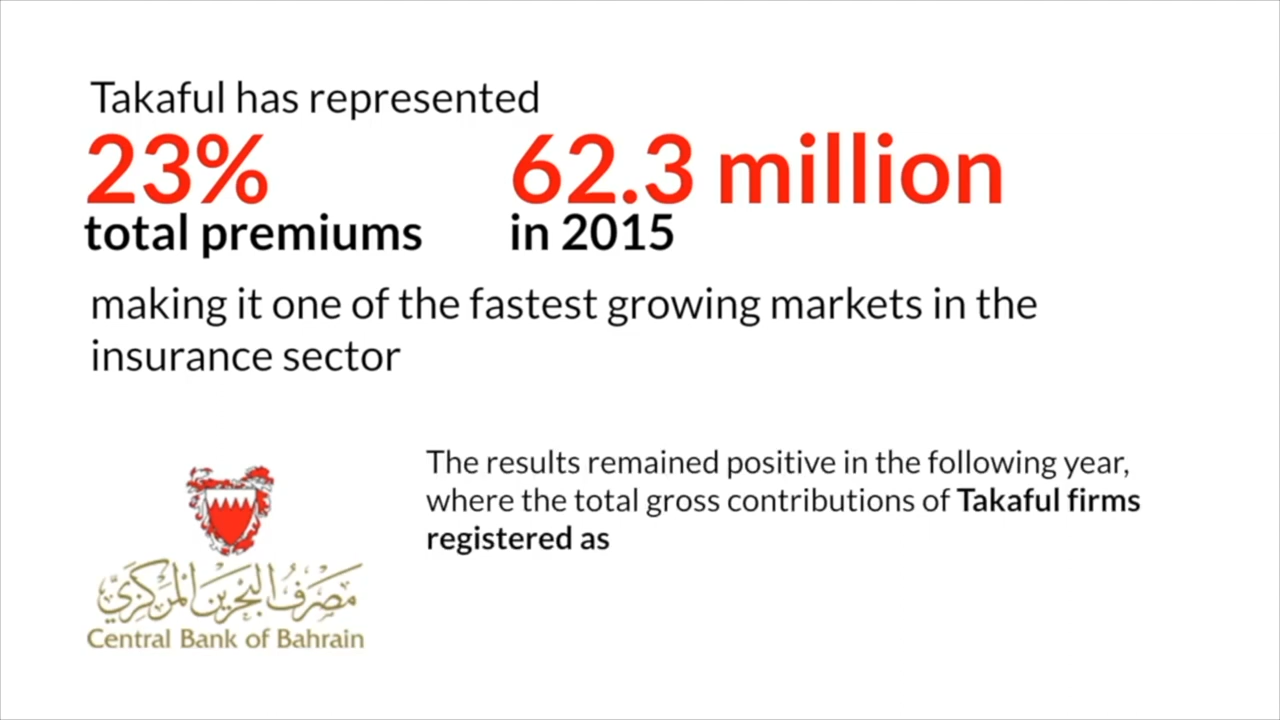 Takaful has represented
23% 62.3 million
total premiums in 2015
making it one of the fastest growing markets in the
insurance sector
The results remained positive in the following year,
where the total gross contributions of Takaful firms
registered as
مصرف البحرين المركزي
Central Bank of Bahrain